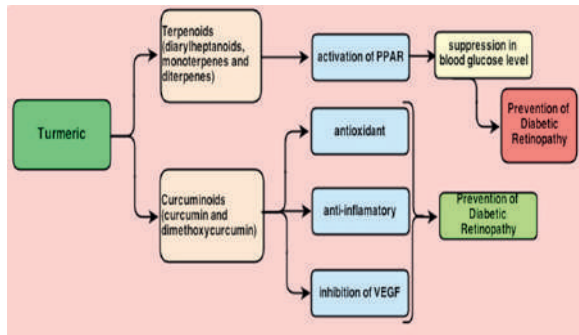 Terpenoids
(diarylheptanoids,
monoterpenes and
diterpenes)
activation of PPAR
suppression in
blood glucose level
Prevention of
Diabetic
Retinopathy
Turmeric
antioxidant
Curcuminoids
(curcumin and
dimethoxycurcumin)
anti-inflamatory
Prevention of
Diabetic
Retinopathy
inhibition of VEGF